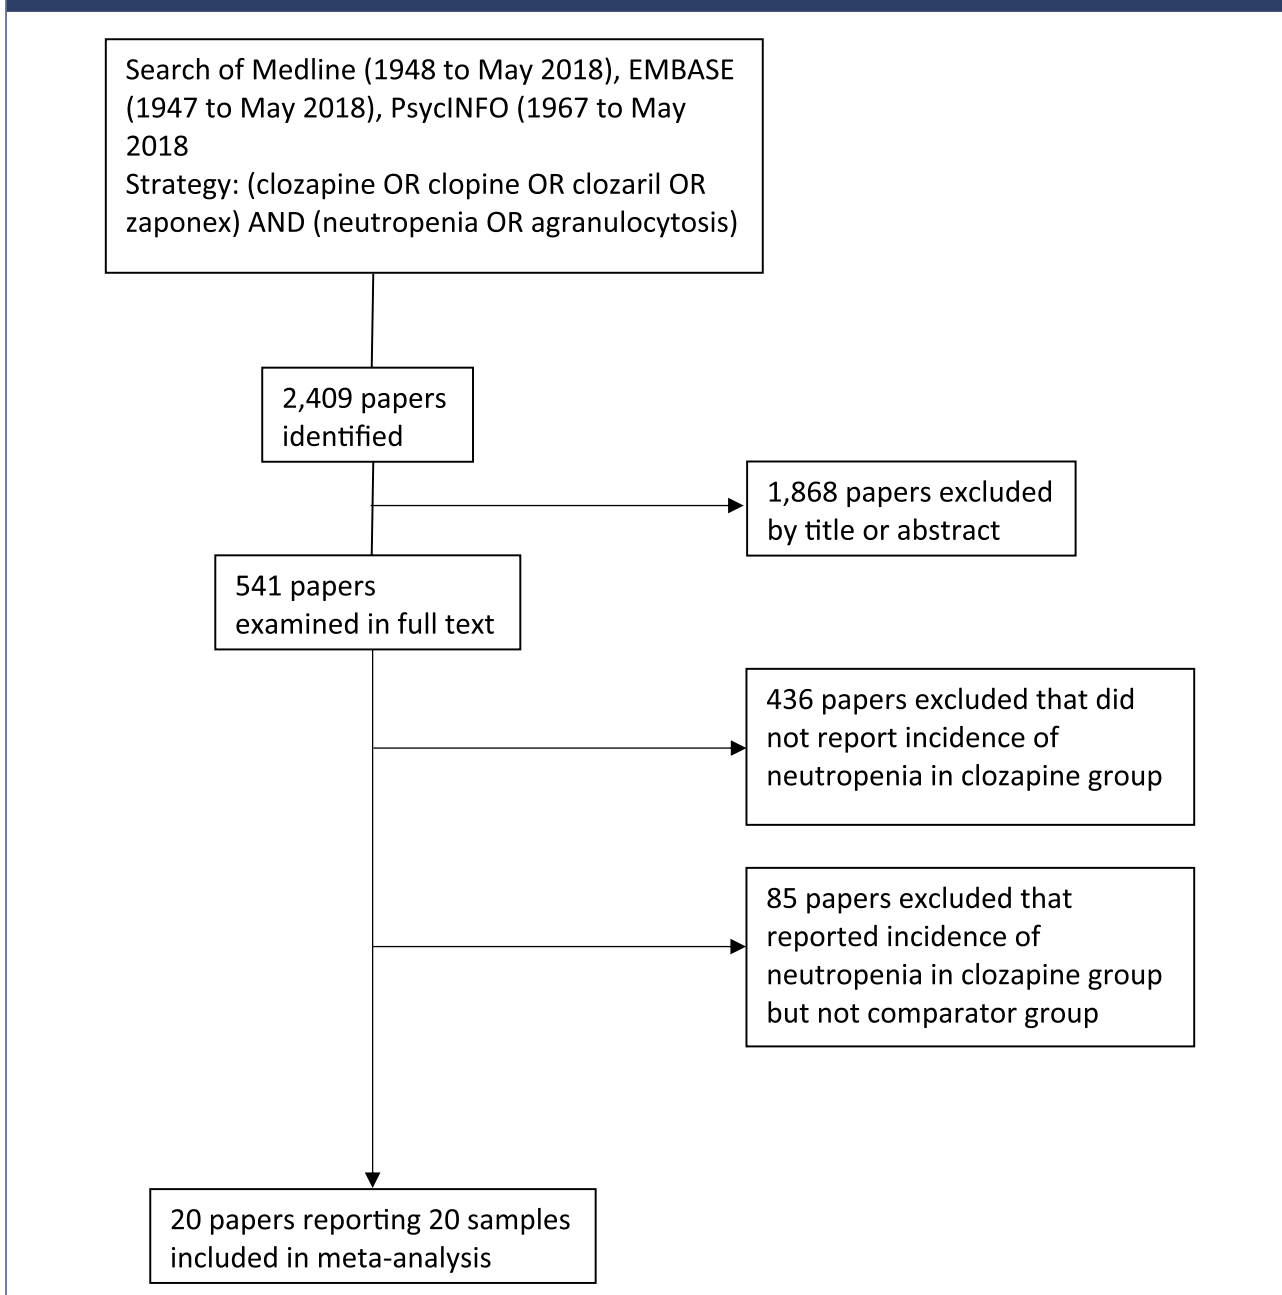 Search of Medline (1948 to May 2018), EMBASE
(1947 to May 2018), PsycINFO (1967 to May
2018
Strategy: (clozapine OR clopine OR clozaril OR
zaponex) AND (neutropenia OR agranulocytosis)
2,409 papers
identified
1,868 papers excluded
by title or abstract
541 papers
examined in full text
436 papers excluded that did
not report incidence of
neutropenia in clozapine group
85 papers excluded that
reported incidence of
neutropenia in clozapine group
but not comparator group
20 papers reporting 20 samples
included in meta-analysis